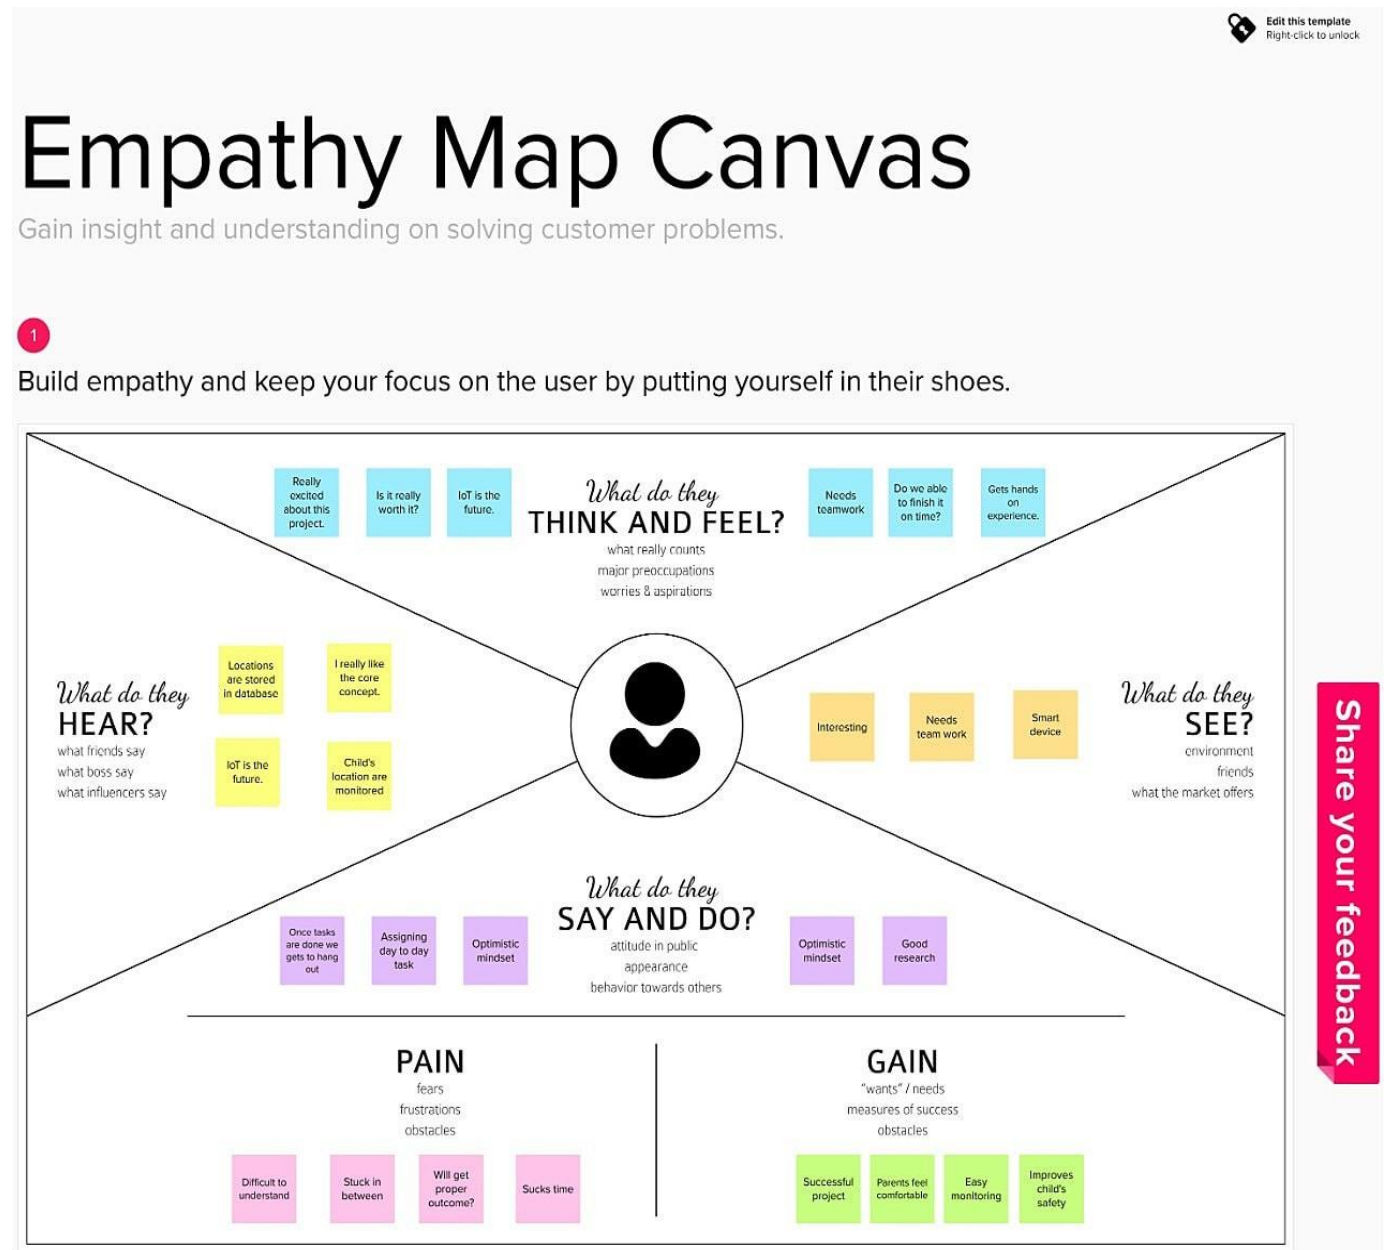 Edit this template
Right-click to unlock
Empathy Map Canvas
Gain insight and understanding on solving customer problems.
1
Build empathy and keep your focus on the user by putting yourself in their shoes.
Really
excited
about this
project.
Is it really
worth it?
IoT is the
future.
What do they
THINK AND FEEL?
what really counts
major preoccupations
worries & aspirations
Needs
teamwork
Do we able
to finish it
on time?
Gets hands
on
experience.
What do they
HEAR?
what friends say
what boss say
what influencers say
Locations
are stored
in database
I really like
the core
concept.
IoT is the
future.
Child's
location are
monitored
Interesting
Needs
team work
Smart
device
What do they
SEE?
environment
friends
what the market offers
Share your feedback
What do they
SAY AND DO?
attitude in public
appearance
behavior towards others
Once tasks
are done we
gets to hang
out
Assigning
day to day
task
Optimistic
mindset
Optimistic
mindset
Good
research
PAIN
fears
frustrations
obstacles
Difficult to
understand
Stuck in
between
Will get
proper
outcome?
Sucks time
GAIN
"wants" / needs
measures of success
obstacles
Successful
project
Parents feel
comfortable
Easy
monitoring
Improves
child's
safety